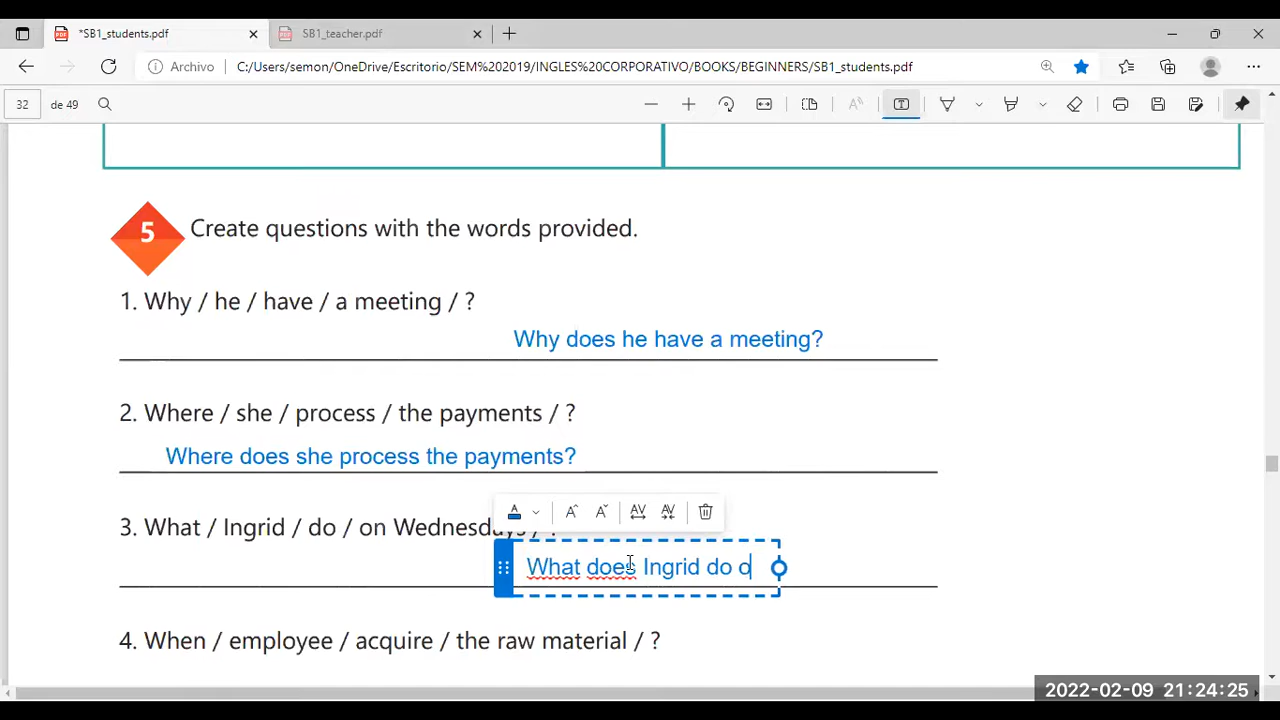 *SB1_students.pdf
SB1_teacher.pdf
Archivo
C:/Users/semon/OneDrive/Escritorio/SEM%202019/INGLES%20CORPORATIVO/BOOKS/BEGINNERS/SB1_students.pdf
32 de 49
5 Create questions with the words provided.
1. Why / he / have / a meeting / ?
Why does he have a meeting?
2. Where / she / process / the payments / ?
Where does she process the payments?
3. What / Ingrid / do / on Wednesdays / ?
What does Ingrid do o
4. When / employee / acquire / the raw material / ?
2022-02-09 21:24:25